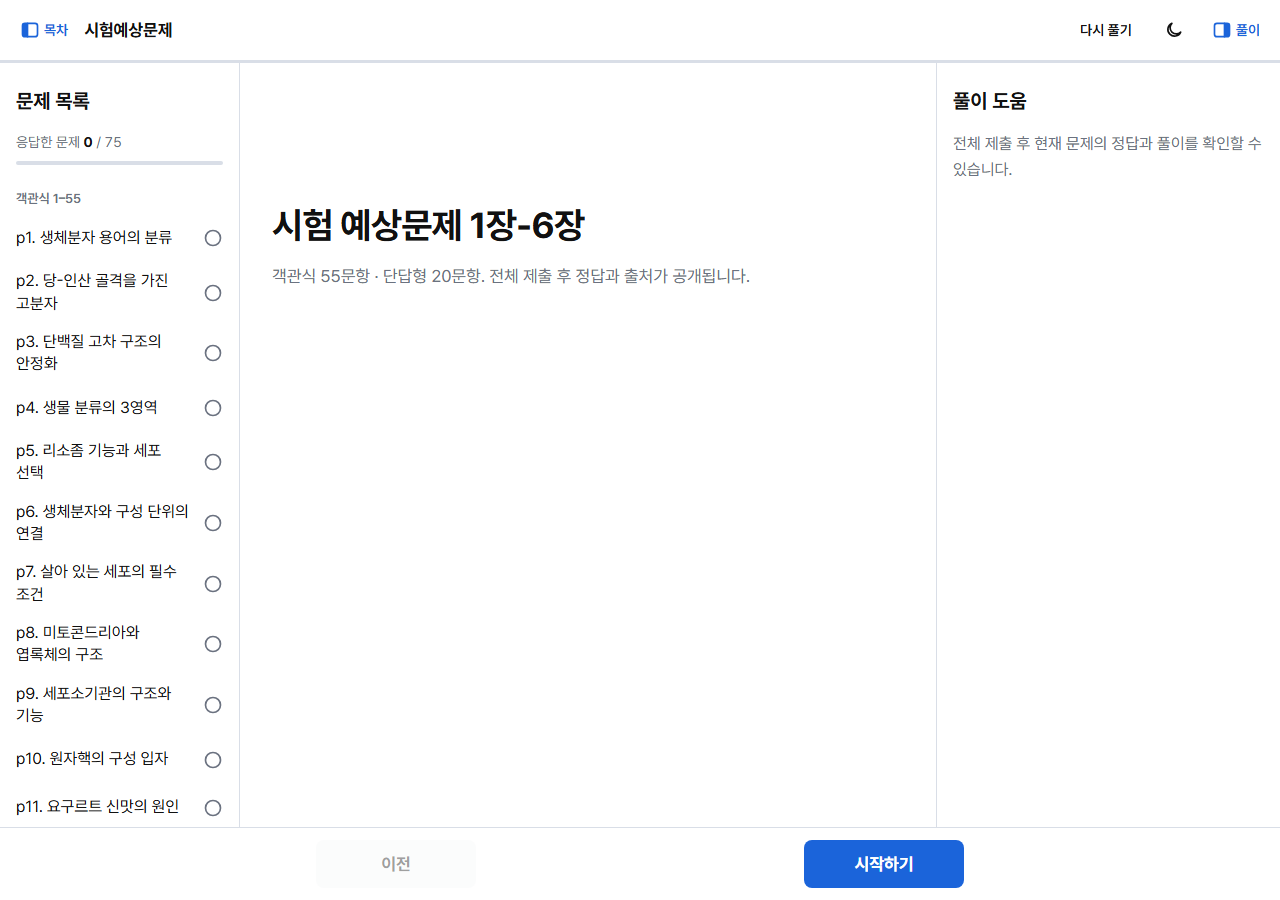 목차
시험예상문제
다시 풀기
풀이
문제 목록
응답한 문제 0 / 75
객관식 1–55
p1. 생체분자 용어의 분류
p2. 당-인산 골격을 가진
고분자
p3. 단백질 고차 구조의
안정화
p4. 생물 분류의 3영역
p5. 리소좀 기능과 세포
선택
p6. 생체분자와 구성 단위의
연결
p7. 살아 있는 세포의 필수
조건
p8. 미토콘드리아와
엽록체의 구조
p9. 세포소기관의 구조와
기능
p10. 원자핵의 구성 입자
p11. 요구르트 신맛의 원인
시험 예상문제 1장-6장
객관식 55문항 · 단답형 20문항. 전체 제출 후 정답과 출처가 공개됩니다.
풀이 도움
전체 제출 후 현재 문제의 정답과 풀이를 확인할 수
있습니다.
이전
시작하기